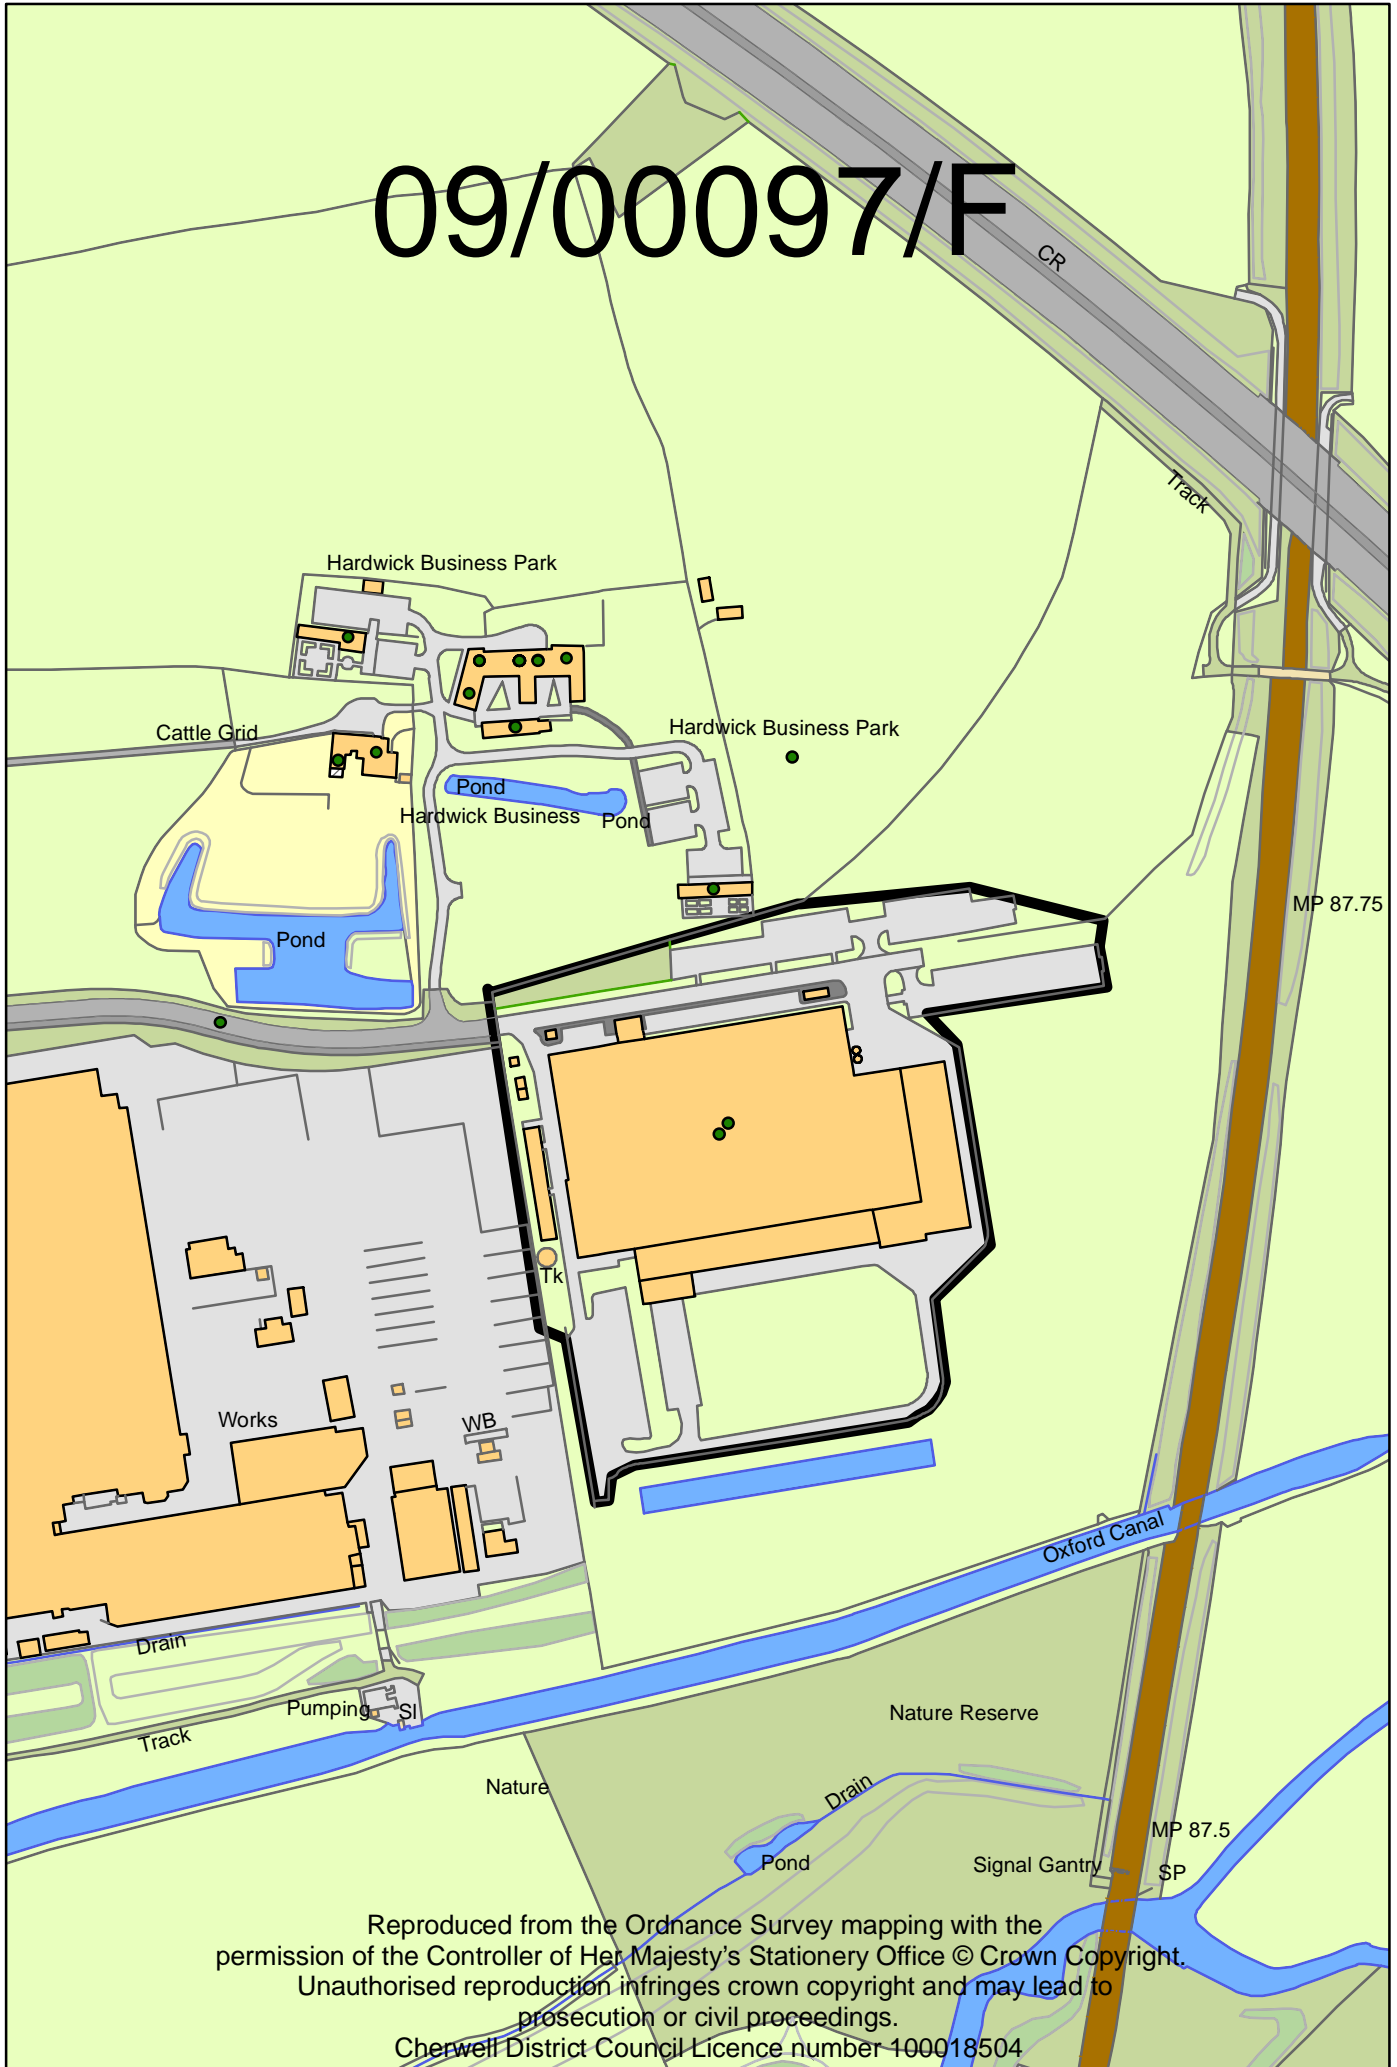 09/00097/F
CR
Track
Hardwick Business Park
Cattle Grid
Hardwick Business Park
Pond
Hardwick Business
Pond
MP 87.75
Pond
Tk
Works
WB
Oxford Canal
Drain
Pumping
Sl
Track
Nature Reserve
Nature
Drain
MP 87.5
Pond
Signal Gantry
SP
Reproduced from the Ordnance Survey mapping with the
permission of the Controller of Her Majesty's Stationery Office © Crown Copyright.
Unauthorised reproduction infringes crown copyright and may lead to
prosecution or civil proceedings.
Cherwell District Council Licence number 100018504